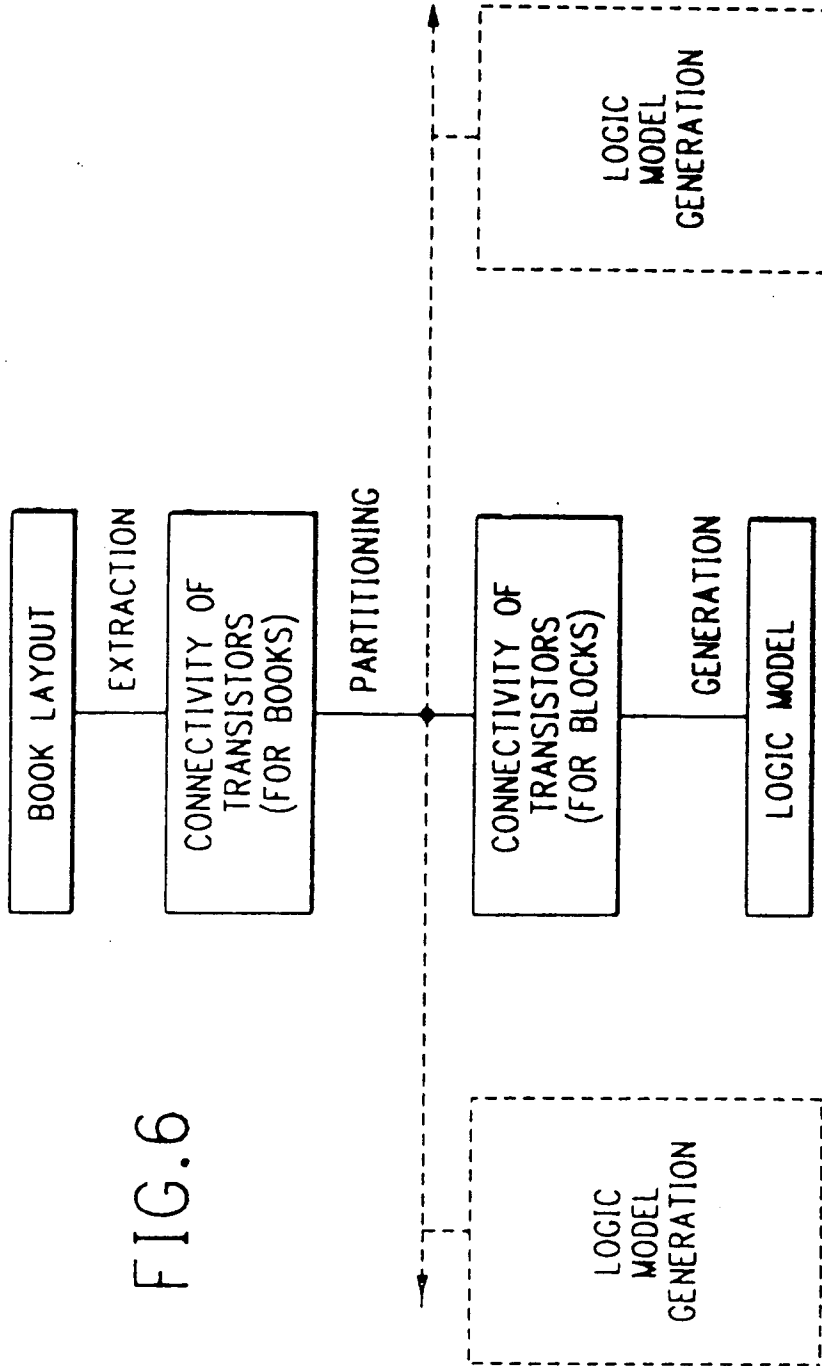 FIG.6
BOOK LAYOUT
EXTRACTION
CONNECTIVITY OF
TRANSISTORS
(FOR BOOKS)
PARTITIONING
LOGIC
MODEL
GENERATION
CONNECTIVITY OF
TRANSISTORS
(FOR BLOCKS)
GENERATION
LOGIC MODEL
LOGIC
MODEL
GENERATION